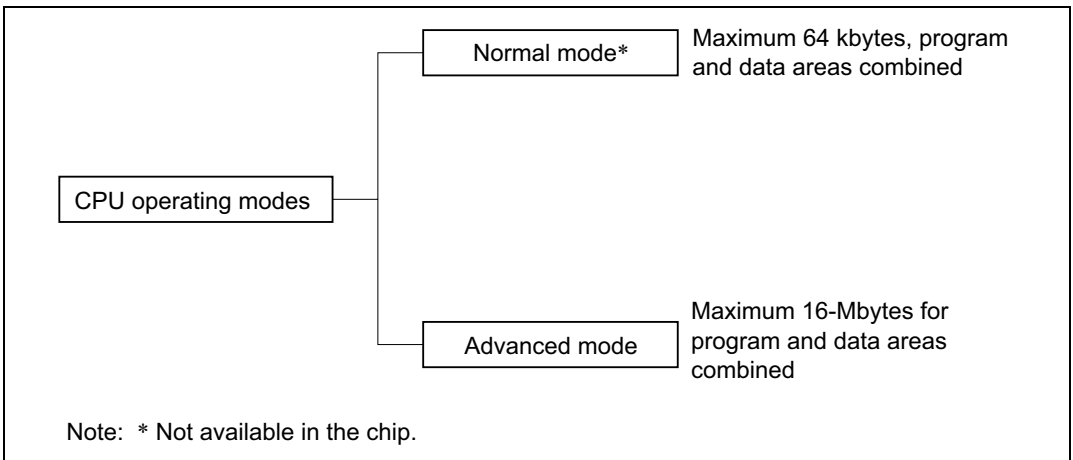 Normal mode*
Maximum 64 kbytes, program
and data areas combined
CPU operating modes
Advanced mode
Maximum 16-Mbytes for
program and data areas
combined
Note: * Not available in the chip.